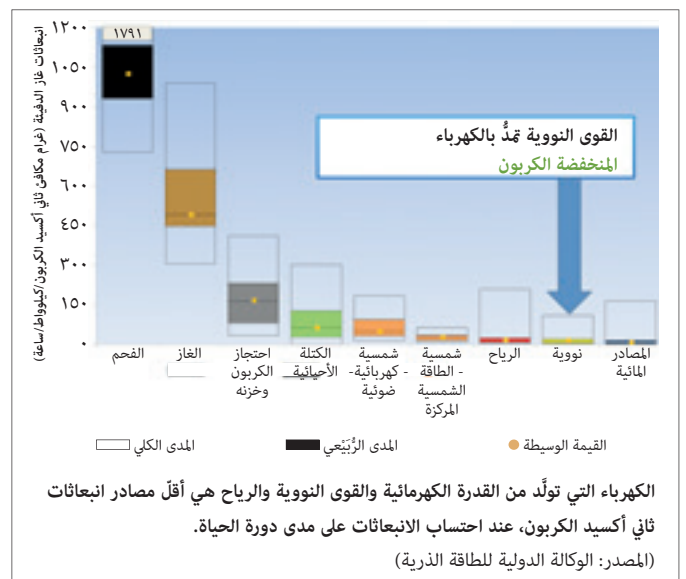 انبعاثات غاز الدفيئة (غرام مكافئ ثاني أكسيد الكربون/كيلوواط/ساعة)
١٢٠٠
١٠٥٠
٩٠٠
٧٥٠
٦٠٠
٤٥٠
٣٠٠
١٥٠
٠
١٧٩١
القوى النووية تمدُّ بالكهرباء
المنخفضة الكربون
الفحم
الغاز
احتجاز
الكربون
وخزنه
الكتلة
الأحيائية
شمسية
- كهربائية-
ضوئية
شمسية
- الطاقة
الشمسية
المركزة
الرياح
نووية
المصادر
المائية
القيمة الوسيطة
المدى الرُّبَيْعي
المدى الكلي
الكهرباء التي تولَّد من القدرة الكهرمائية والقوى النووية والرياح هي أقلّ مصادر انبعاثات
ثاني أكسيد الكربون، عند احتساب الانبعاثات على مدى دورة الحياة.
(المصدر: الوكالة الدولية للطاقة الذرية)